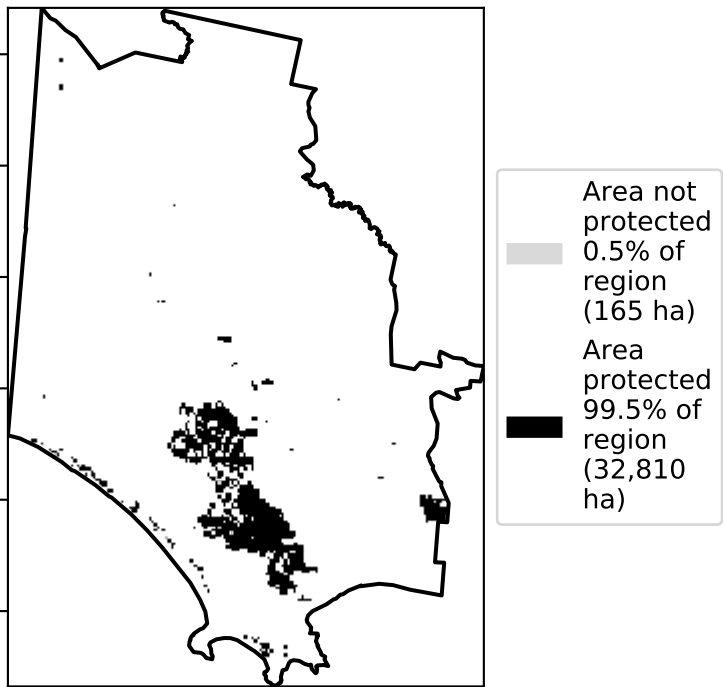 Area not
protected
0.5% of
region
(165 ha)
Area
protected
99.5% of
region
(32,810
ha)